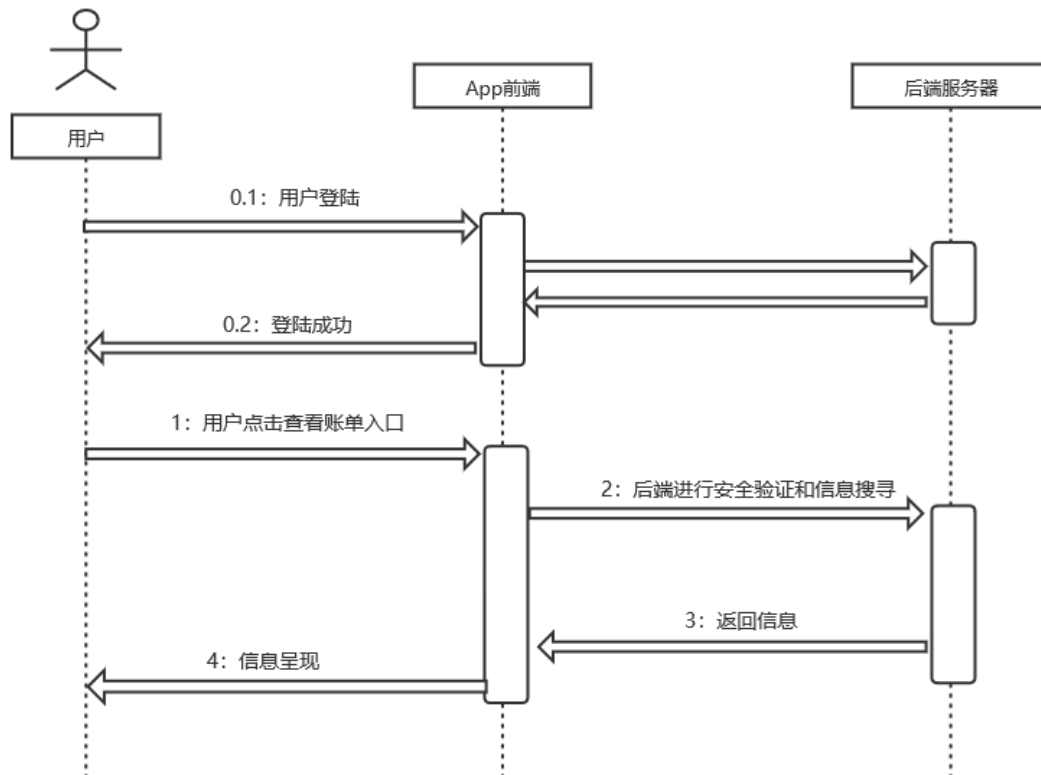 App前端
后端服务器
用户
0.1：用户登陆
0.2：登陆成功
1：用户点击查看账单入口
2：后端进行安全验证和信息搜寻
3：返回信息
4：信息呈现